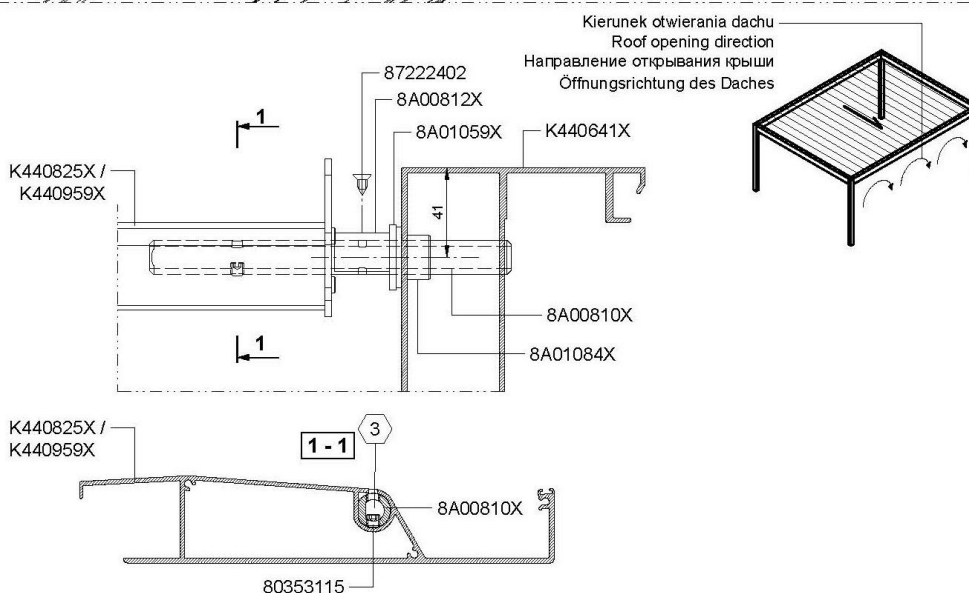 Kierunek otwierania dachu
Roof opening direction
Направление открывания крыши
Öffnungsrichtung des Daches
87222402
8A00812X
8A01059X
K440641X
1
K440825X /
K440959X
41
8A00810X
8A01084X
1
K440825X /
K440959X
1 - 1
3
8A00810X
80353115